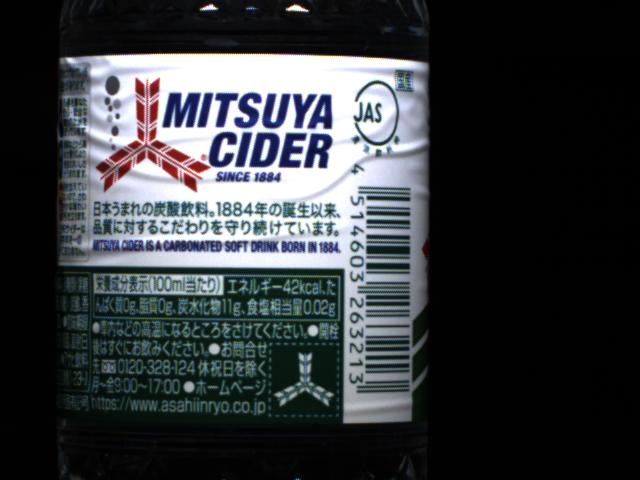 MITSUYA
CIDER
SINCE 1884
JAS
日本うまれの炭酸飲料。1884年の誕生以来、
品質に対するこだわりを守り続けています。
MITSUYA CIDER IS A CARBONATED SOFT DRINK BORN IN 1884.
栄養成分表示(100ml当たり) エネルギー42kcal、た
んぱく質0g、脂質0g、炭水化物11g、食塩相当量0.02g
●車内などの高温になるところをさけてください。●開栓
後はすぐにお飲みください。●お問合せ
先 0120-328-124 休祝日を除く
月~金9:00~17:00 ●ホームページ
https://www.asahiinryo.co.jp
4 514603 263213